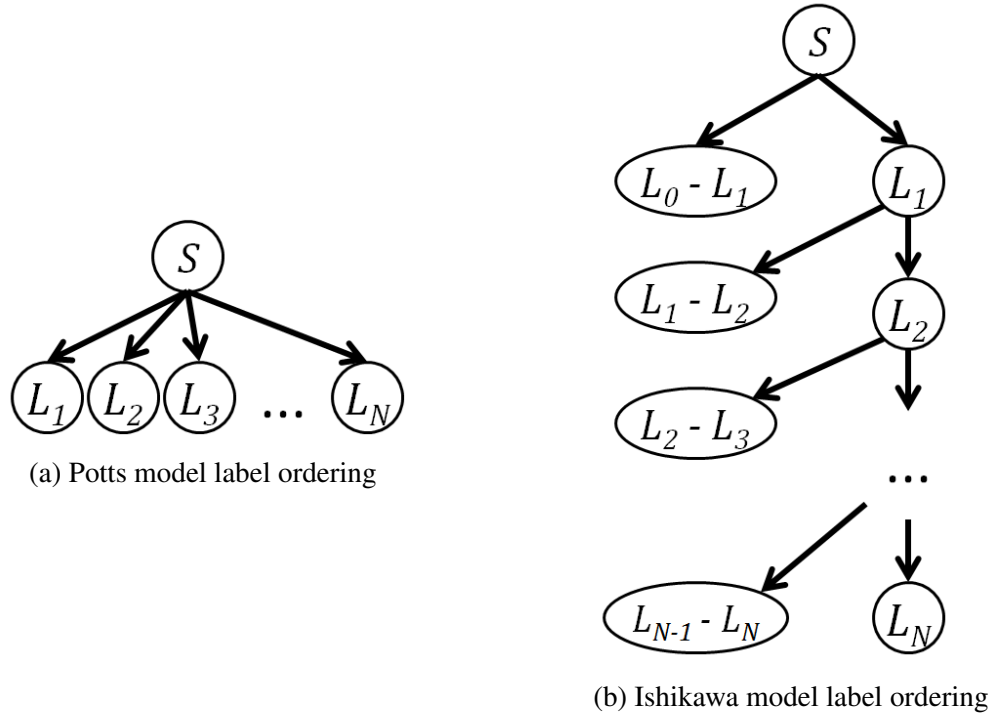 S
L1 L2 L3 ... LN
(a) Potts model label ordering
S
L0 - L1
L1
L1 - L2
L2
L2 - L3
...
LN-1 - LN
LN
(b) Ishikawa model label ordering